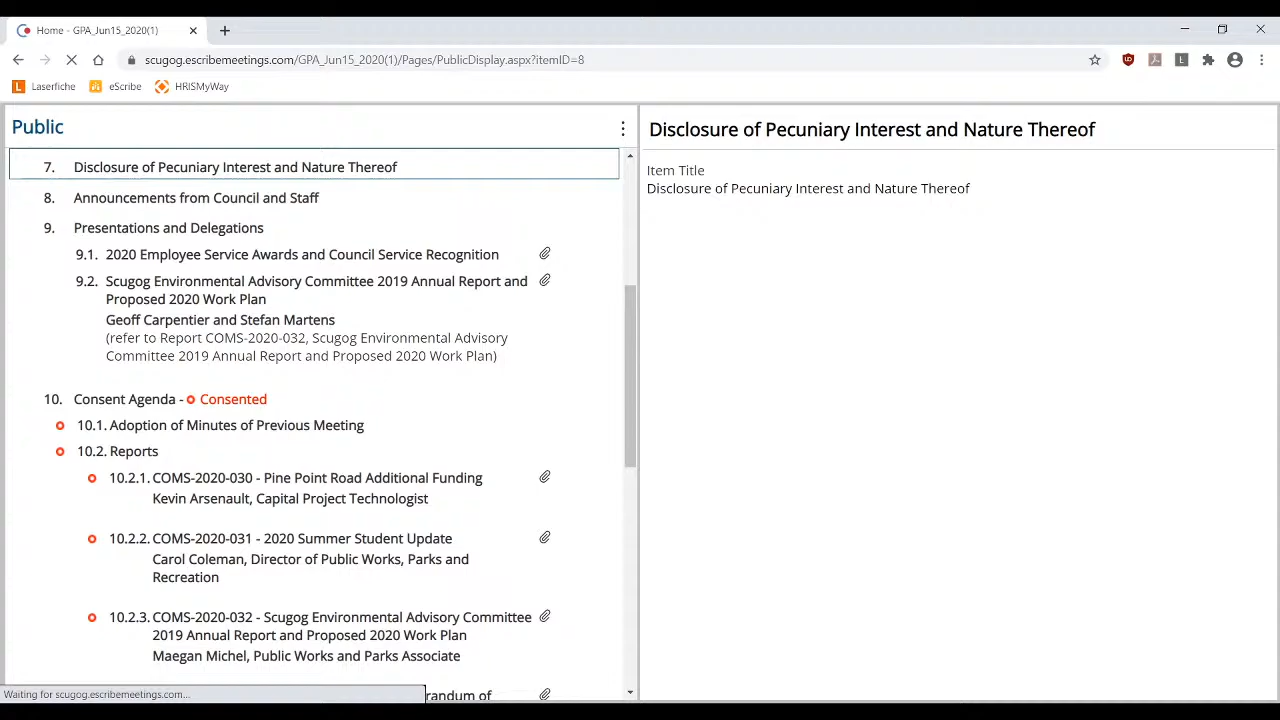 Home - GPA_Jun15_2020(1)
scugog.escribemeetings.com/GPA_Jun15_2020(1)/Pages/PublicDisplay.aspx?itemID=8
Laserfiche eScribe HRISMyWay
Public
7. Disclosure of Pecuniary Interest and Nature Thereof
8. Announcements from Council and Staff
9. Presentations and Delegations
9.1. 2020 Employee Service Awards and Council Service Recognition
9.2. Scugog Environmental Advisory Committee 2019 Annual Report and
Proposed 2020 Work Plan
Geoff Carpentier and Stefan Martens
(refer to Report COMS-2020-032, Scugog Environmental Advisory
Committee 2019 Annual Report and Proposed 2020 Work Plan)
10. Consent Agenda - Consented
10.1. Adoption of Minutes of Previous Meeting
10.2. Reports
10.2.1. COMS-2020-030 - Pine Point Road Additional Funding
Kevin Arsenault, Capital Project Technologist
10.2.2. COMS-2020-031 - 2020 Summer Student Update
Carol Coleman, Director of Public Works, Parks and
Recreation
10.2.3. COMS-2020-032 - Scugog Environmental Advisory Committee
2019 Annual Report and Proposed 2020 Work Plan
Maegan Michel, Public Works and Parks Associate
randum of
Waiting for scugog.escribemeetings.com...
Disclosure of Pecuniary Interest and Nature Thereof
Item Title
Disclosure of Pecuniary Interest and Nature Thereof